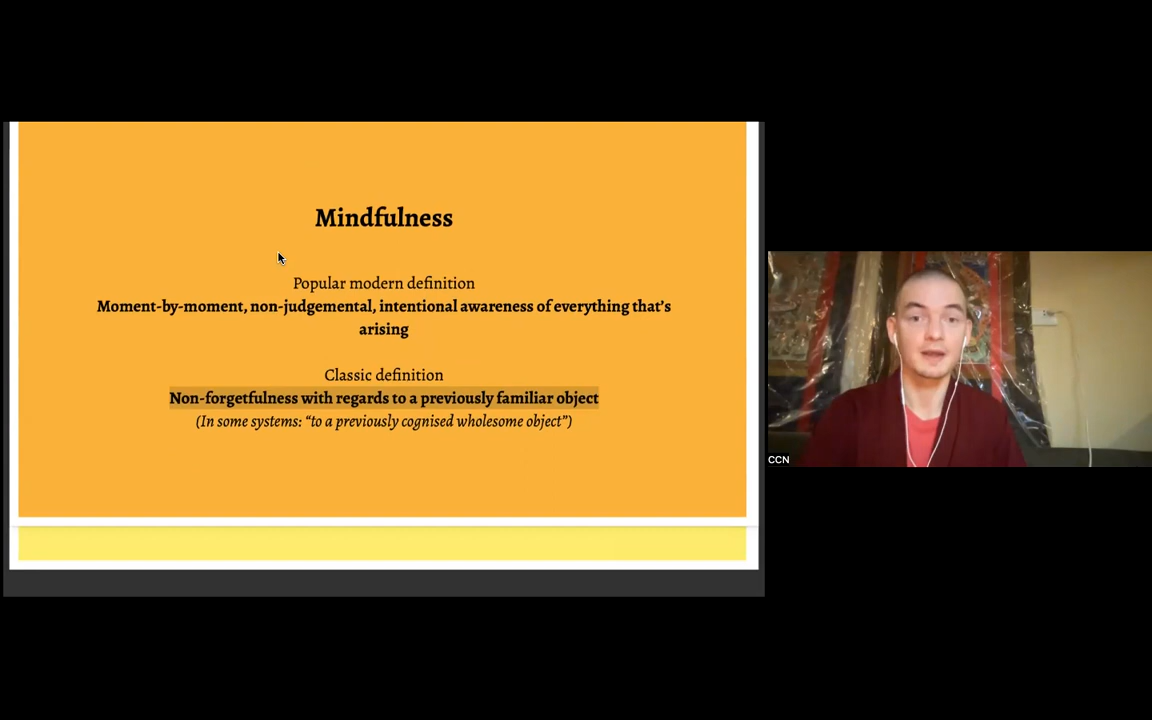 Mindfulness
Popular modern definition
Moment-by-moment, non-judgemental, intentional awareness of everything that’s
arising
Classic definition
Non-forgetfulness with regards to a previously familiar object
(In some systems: “to a previously cognised wholesome object”)
CCN